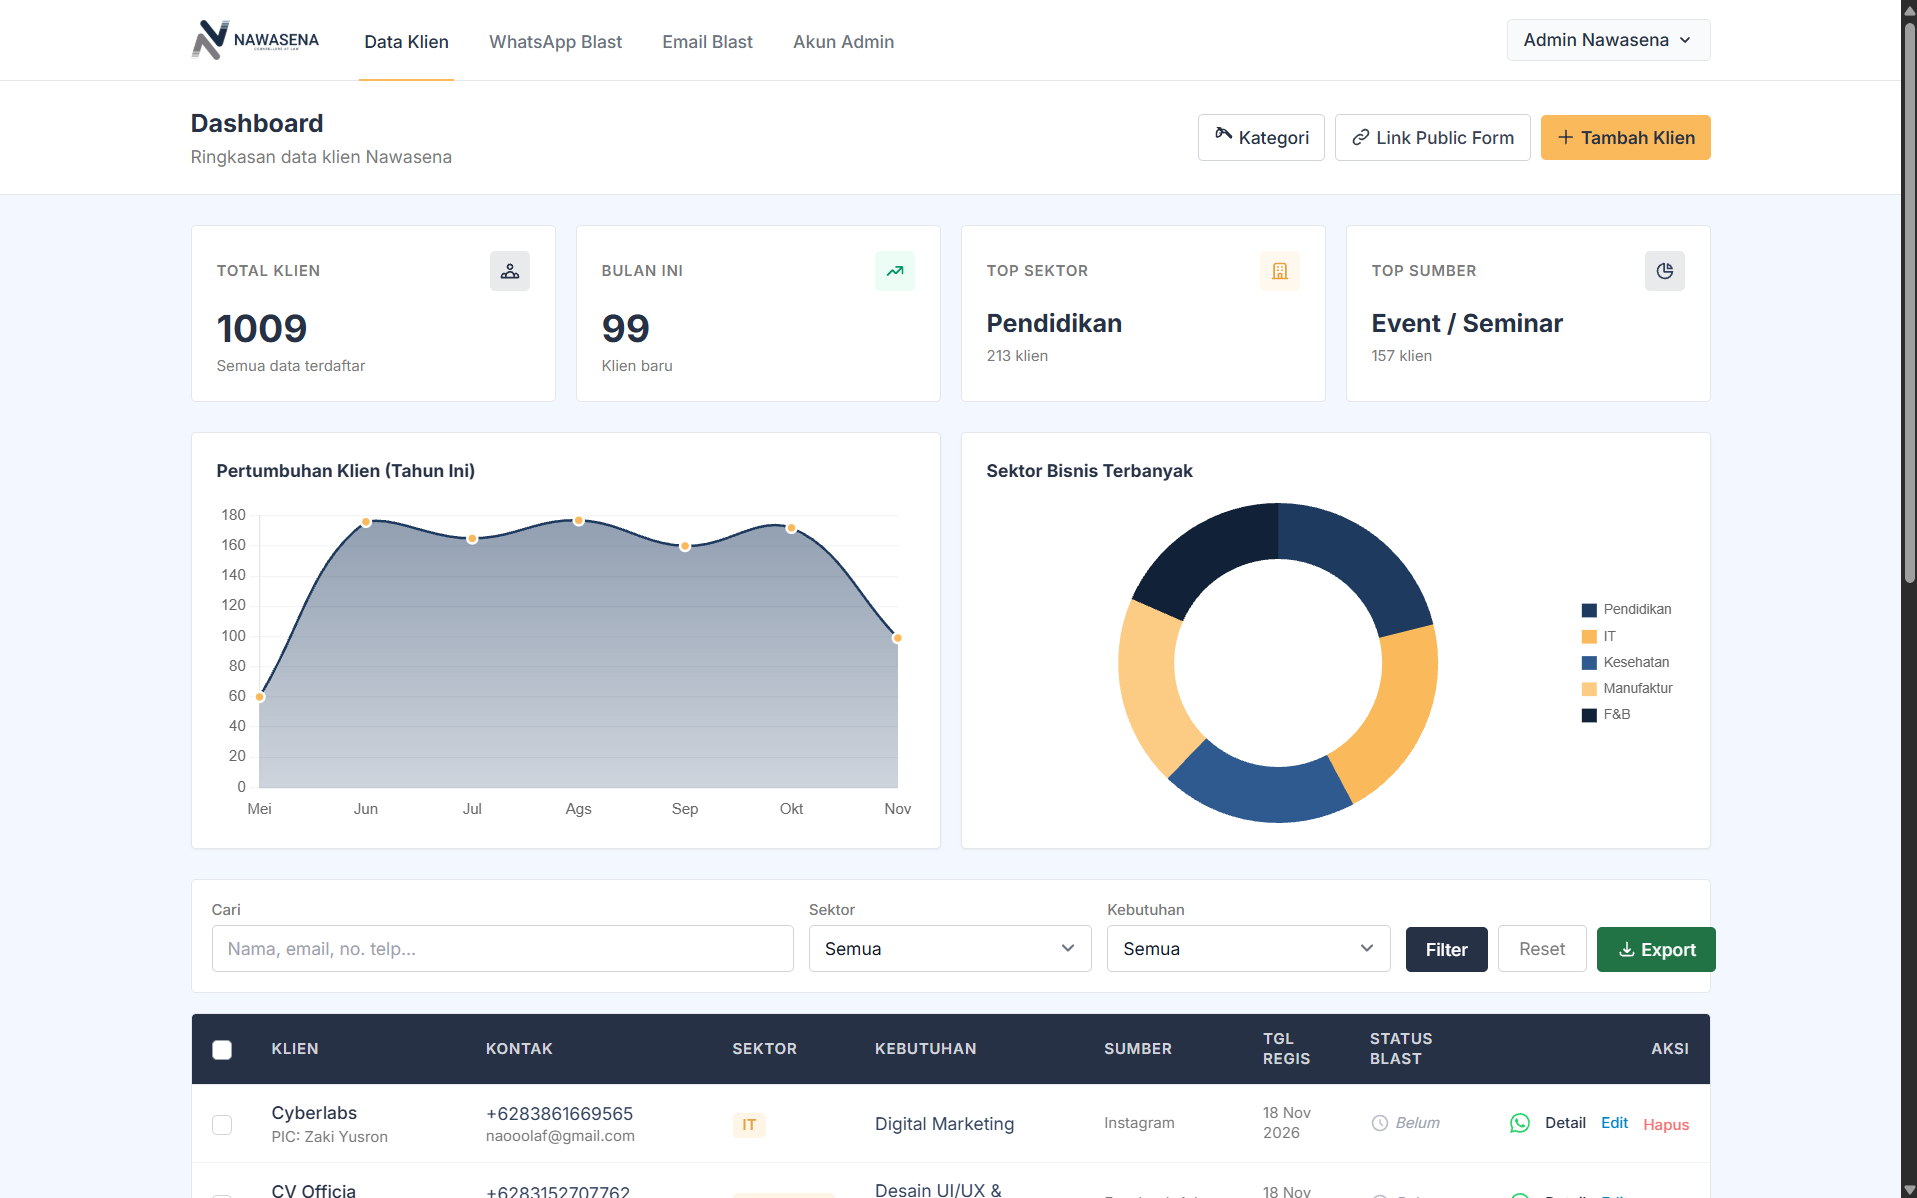 NAWASENA
COUNSELLORS AT LAW
Data Klien
WhatsApp Blast
Email Blast
Akun Admin
Admin Nawasena
Dashboard
Ringkasan data klien Nawasena
Kategori
Link Public Form
Tambah Klien
TOTAL KLIEN
1009
Semua data terdaftar
BULAN INI
99
Klien baru
TOP SEKTOR
Pendidikan
213 klien
TOP SUMBER
Event / Seminar
157 klien
Pertumbuhan Klien (Tahun Ini)
180
160
140
120
100
80
60
40
20
0
Mei Jun Jul Ags Sep Okt Nov
Sektor Bisnis Terbanyak
Pendidikan
IT
Kesehatan
Manufaktur
F&B
Cari
Nama, email, no. telp...
Sektor
Semua
Kebutuhan
Semua
Filter
Reset
Export
KLIEN KONTAK SEKTOR KEBUTUHAN SUMBER TGL REGIS STATUS BLAST AKSI
Cyberlabs
PIC: Zaki Yusron
+6283861669565
naooolaf@gmail.com
IT
Digital Marketing
Instagram
18 Nov
2026
Belum
Detail Edit Hapus
CV Officia
+6283152707762
Desain UI/UX &
18 Nov